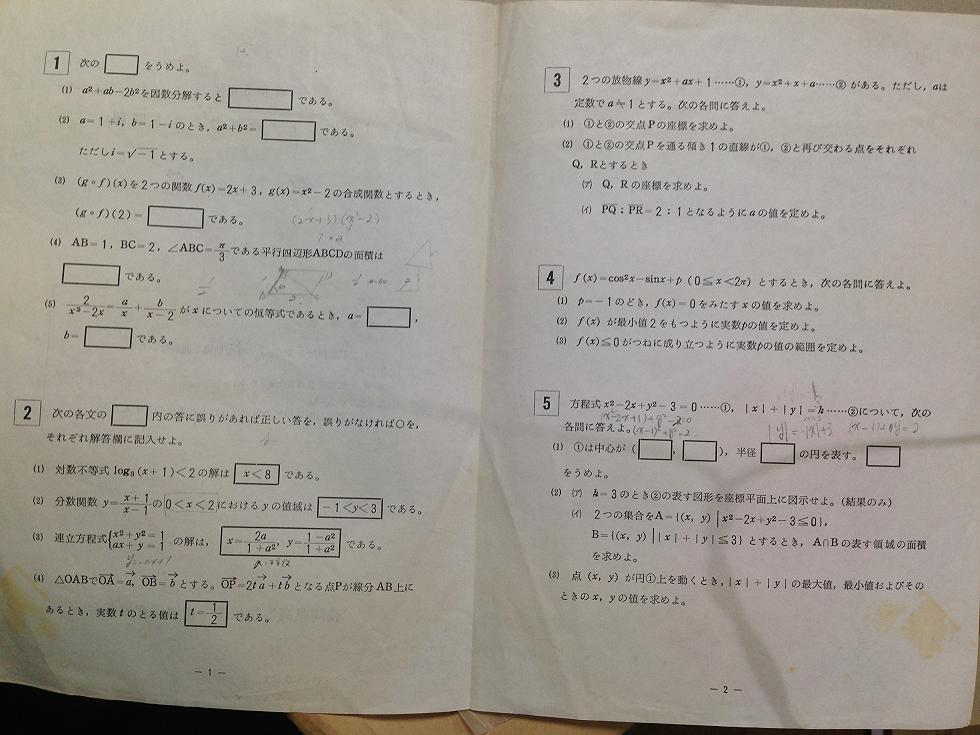 1 次の□をうめよ。
(1) a²+ab−2b²を因数分解すると□である。
(2) a=1+i, b=1−iのとき, a²+b²=□である。
ただしi=√−1とする。
(3) (g∘f)(x)を2つの関数f(x)=2x+3, g(x)=x²−2の合成関数とするとき,
(g∘f)(2)=□である。
(2x+3)(x²−2)
(4) AB=1, BC=2, ∠ABC=π/3である平行四辺形ABCDの面積は
□である。
(5) 2/(x²−2x)=a/x+b/(x−2)がxについての恒等式であるとき, a=□,
b=□である。
2 次の各文の□内の答に誤りがあれば正しい答を, 誤りがなければ○を,
それぞれ解答欄に記入せよ。
(1) 対数不等式 log₃(x+1)<2の解は x<8 である。
(2) 分数関数 y=(x+1)/(x−1)の0<x<2におけるyの値域は −1<y<3 である。
(3) 連立方程式{x²+y²=1
ax+y=1
の解は, x=2a/(1+a²), y=(1−a²)/(1+a²) である。
(4) △OABでOA=a, OB=bとする。OP=2ta+tbとなる点Pが線分AB上に
あるとき, 実数tのとる値は t=1/2 である。
− 1 −
3 2つの放物線y=x²+ax+1……①, y=x²+x+a……②がある。ただし, aは
定数でa≒1とする。次の各問に答えよ。
(1) ①と②の交点Pの座標を求めよ。
(2) ①と②の交点Pを通る傾き1の直線が①, ②と再び交わる点をそれぞれ
Q, Rとするとき
(ア) Q, Rの座標を求めよ。
(イ) PQ:PR=2:1となるようにaの値を定めよ。
4 f(x)=cos²x−sinx+p (0≦x<2π)とするとき, 次の各問に答えよ。
(1) p=−1のどき, f(x)=0をみたすxの値を求めよ。
(2) f(x)が最小値2をもつように実数pの値を定めよ。
(3) f(x)≦0がつねに成り立つように実数pの値の範囲を定めよ。
5 方程式x²−2x+y²−3=0……①, |x|+|y|=k……②について, 次の
各間に答えよ。
(x−1)²+y²=2
|y|=−|x|+3
(1) ①は中心が(□,□), 半径□の円を表す。□
をうめよ。
(2) (ア) k=3のとき②の表す図形を座標平面上に図示せよ。(結果のみ)
(イ) 2つの集合をA={(x, y)|x²−2x+y²−3≦0},
B={(x, y)||x|+|y|≦3}とするとき, A∩Bの表す領域の面積
を求めよ。
(3) 点(x, y)が円①上を動くとき, |x|+|y|の最大値, 最小値およびその
ときのx, yの値を求めよ。
− 2 −